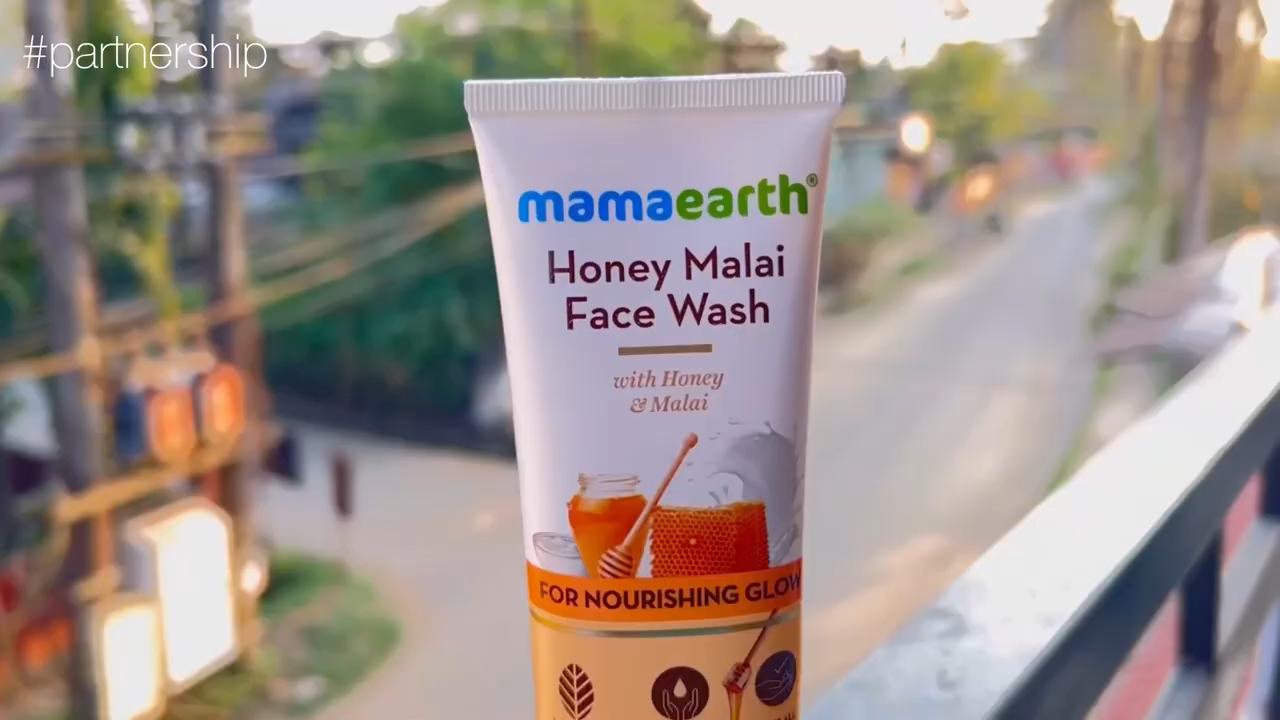 #partnership
mamaearth®
Honey Malai
Face Wash
with Honey
& Malai
FOR NOURISHING GLOW